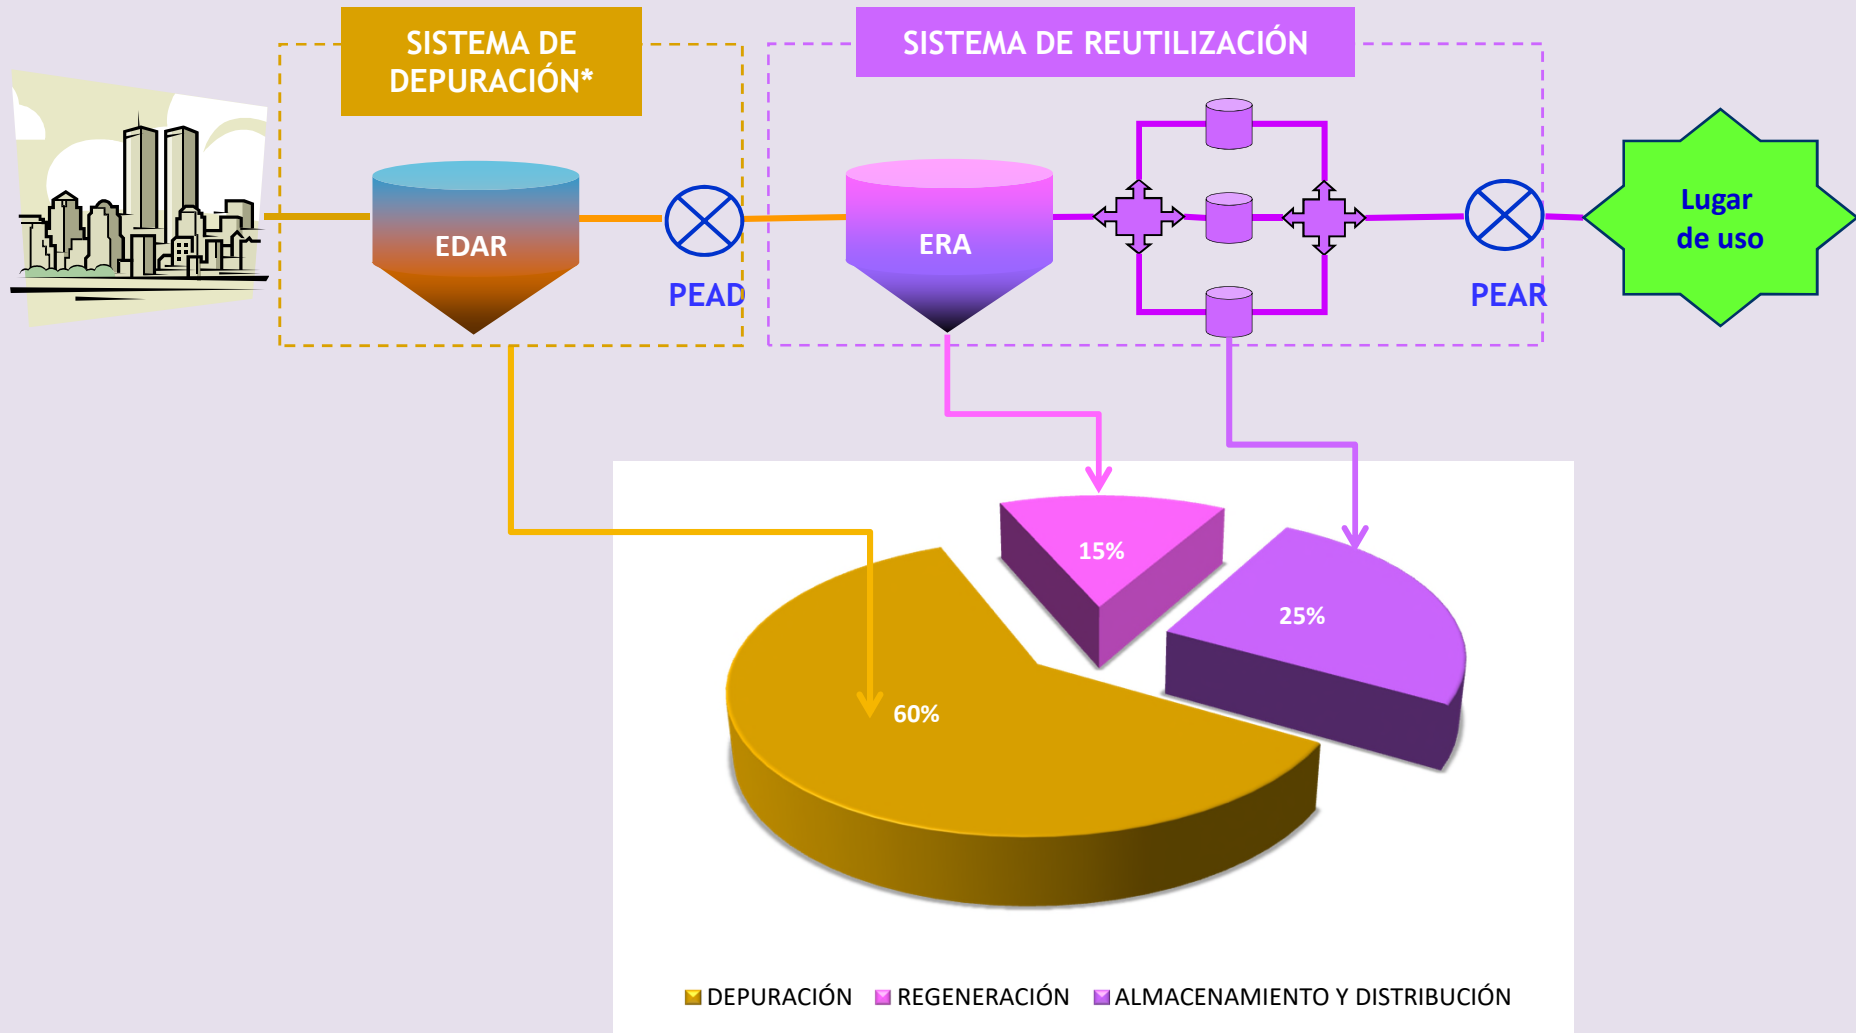 SISTEMA DE
DEPURACIÓN*
SISTEMA DE REUTILIZACIÓN
EDAR
PEAD
ERA
PEAR
Lugar
de uso
15%
25%
60%
DEPURACIÓN
REGENERACIÓN
ALMACENAMIENTO Y DISTRIBUCIÓN